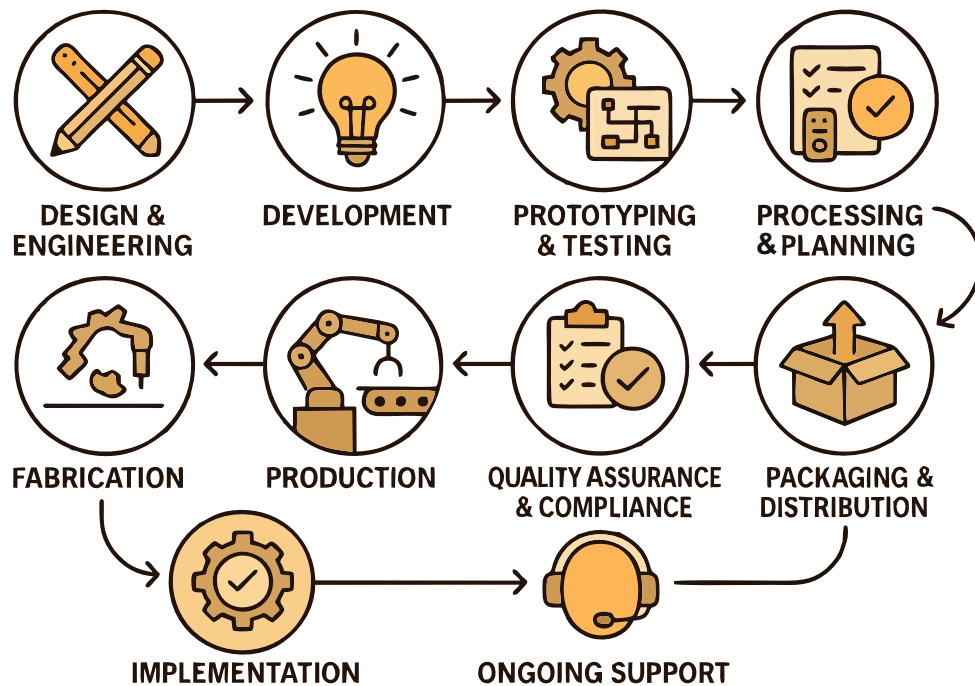 DESIGN &
ENGINEERING
DEVELOPMENT
PROTOTYPING
& TESTING
PROCESSING
& PLANNING
FABRICATION
PRODUCTION
QUALITY ASSURANCE
& COMPLIANCE
PACKAGING &
DISTRIBUTION
IMPLEMENTATION
ONGOING SUPPORT